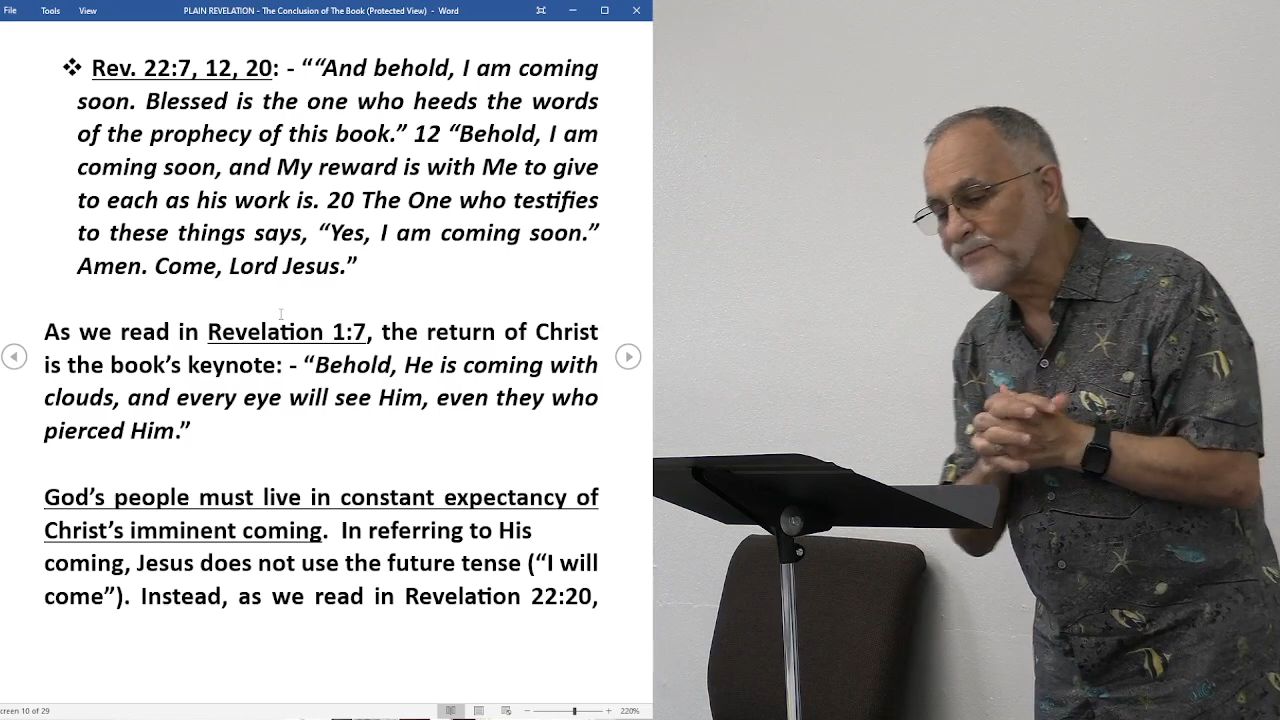 File Tools View PLAIN REVELATION - The Conclusion of The Book (Protected View) - Word
❖ Rev. 22:7, 12, 20: - "“And behold, I am coming
soon. Blessed is the one who heeds the words
of the prophecy of this book.” 12 “Behold, I am
coming soon, and My reward is with Me to give
to each as his work is. 20 The One who testifies
to these things says, “Yes, I am coming soon.”
Amen. Come, Lord Jesus.”
As we read in Revelation 1:7, the return of Christ
is the book’s keynote: - “Behold, He is coming with
clouds, and every eye will see Him, even they who
pierced Him.”
God’s people must live in constant expectancy of
Christ’s imminent coming. In referring to His
coming, Jesus does not use the future tense (“I will
come”). Instead, as we read in Revelation 22:20,
creen 10 of 29 220%